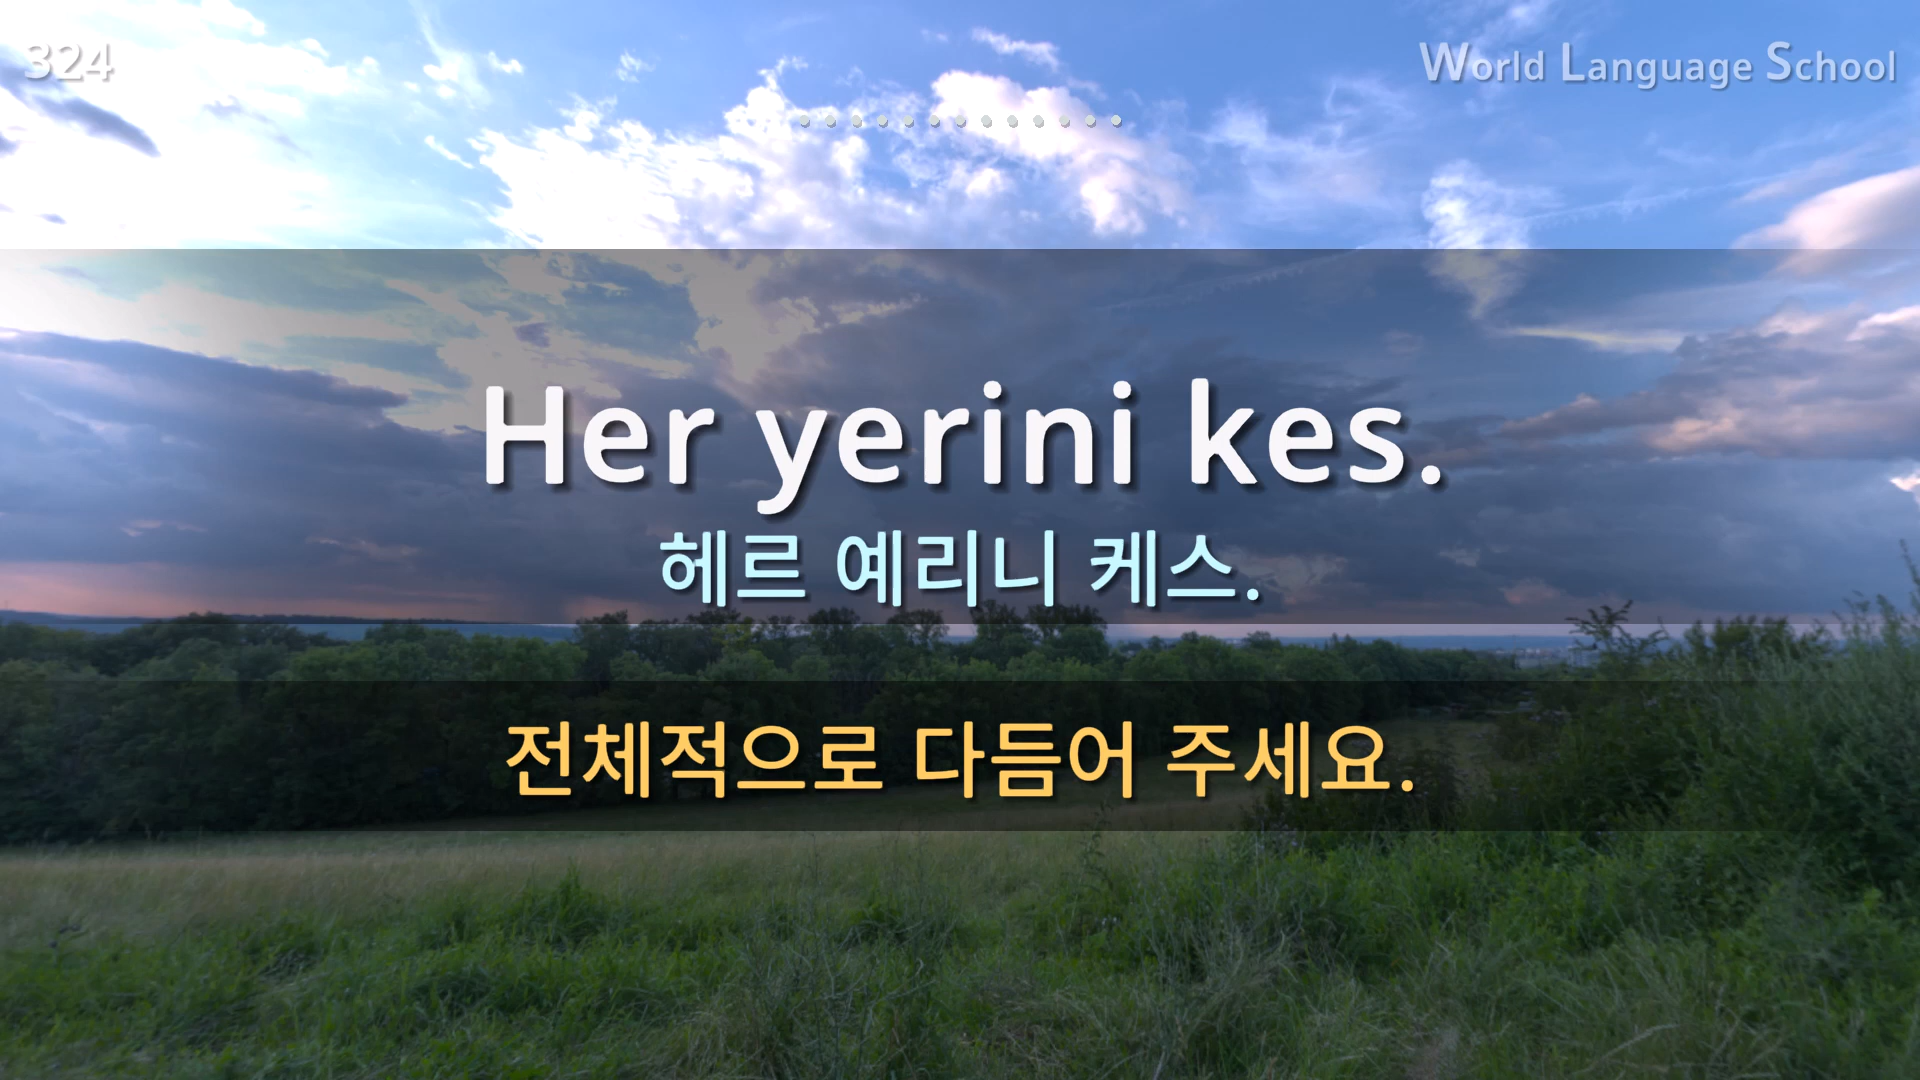 324
World Language School
Her yerini kes.
헤르 예리니 케스.
전체적으로 다듬어 주세요.